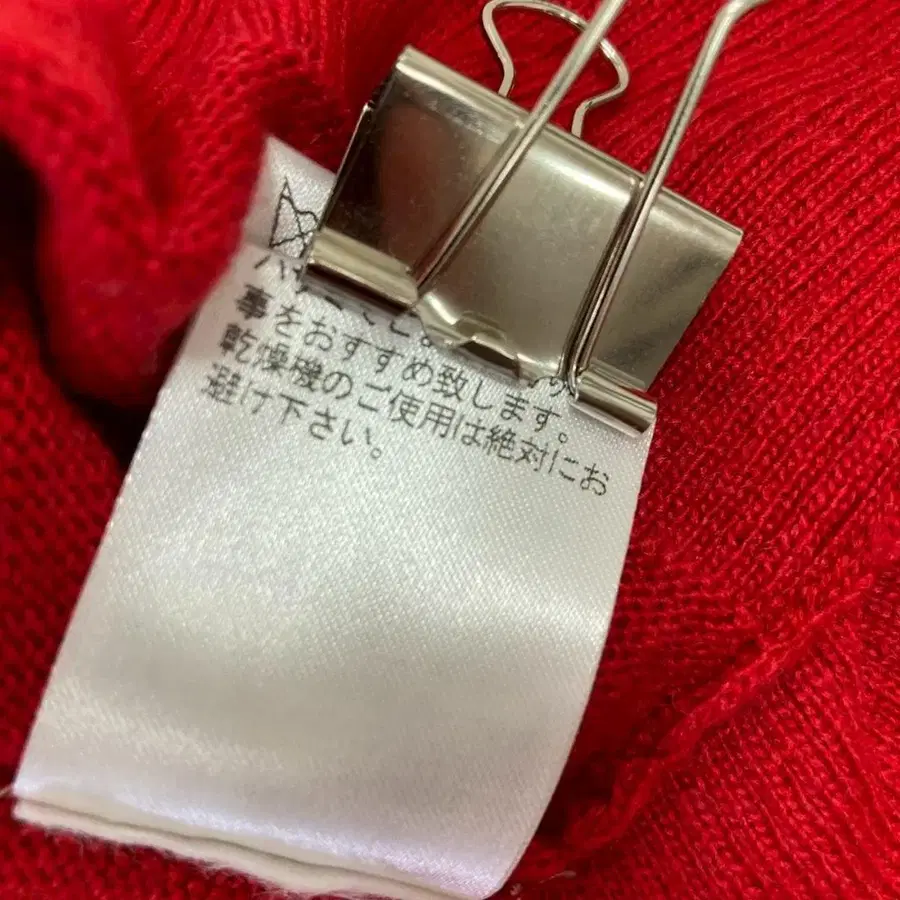 事をおすすめ致します。
乾燥機のご使用は絶対にお
避け下さい。